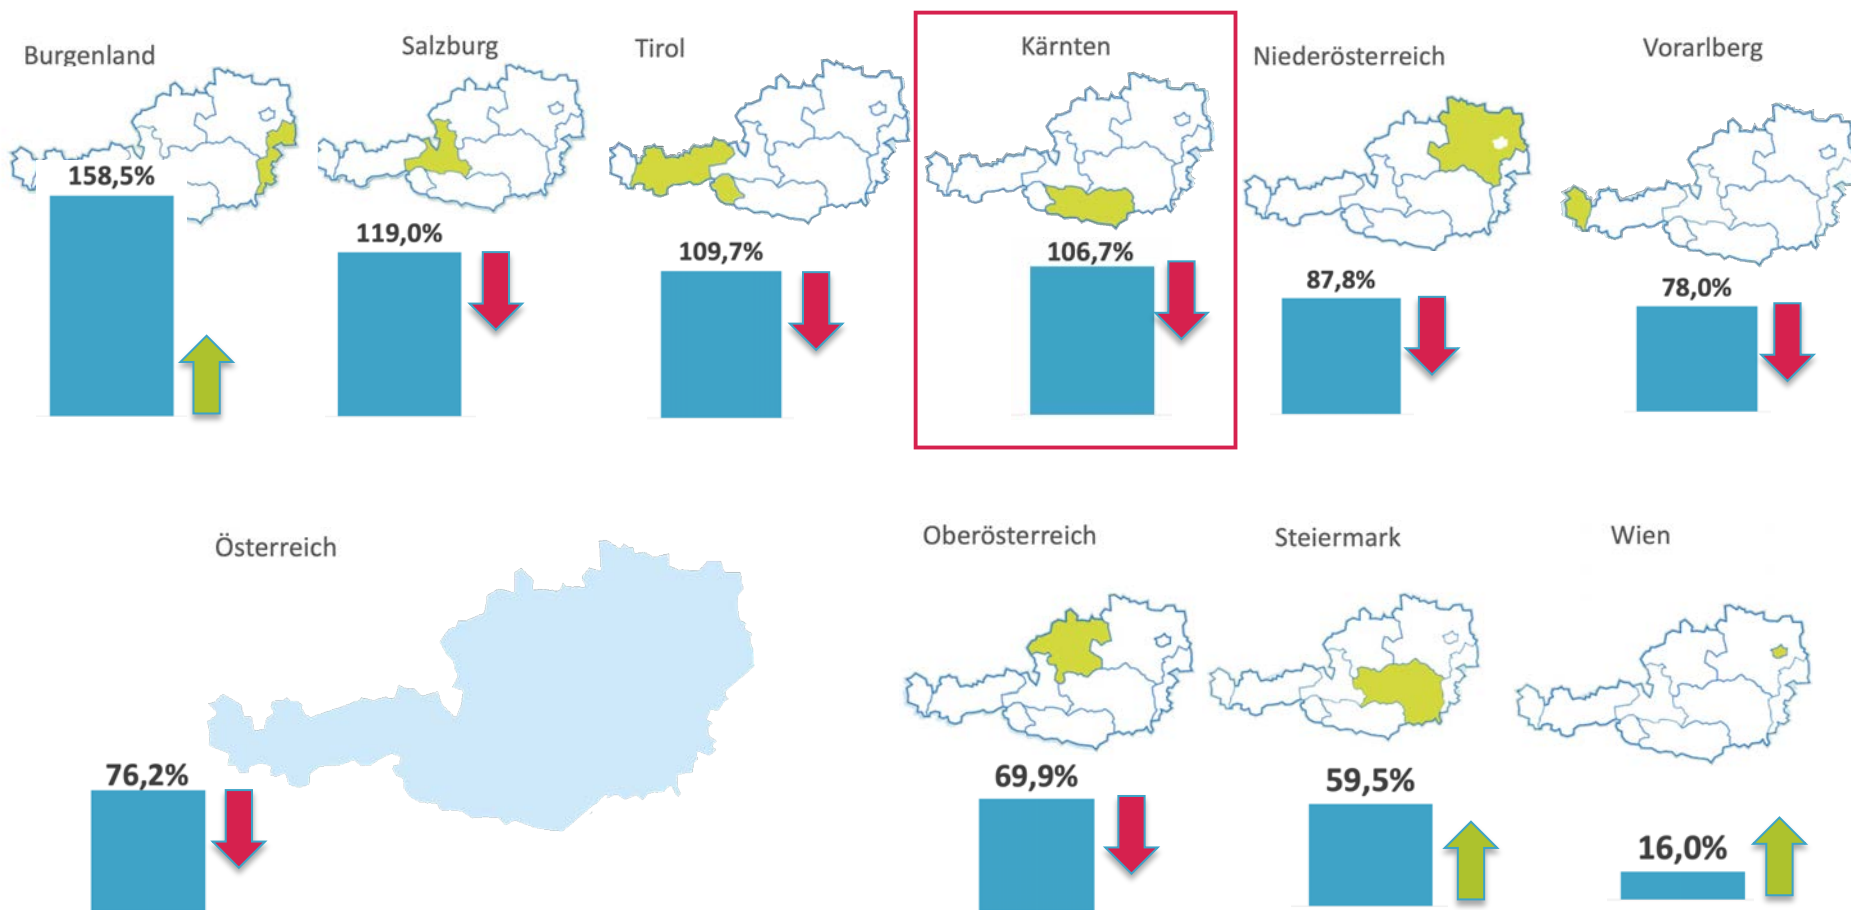 Burgenland
158,5%
Salzburg
119,0%
Tirol
109,7%
Kärnten
106,7%
Niederösterreich
87,8%
Vorarlberg
78,0%
Österreich
76,2%
Oberösterreich
69,9%
Steiermark
59,5%
Wien
16,0%